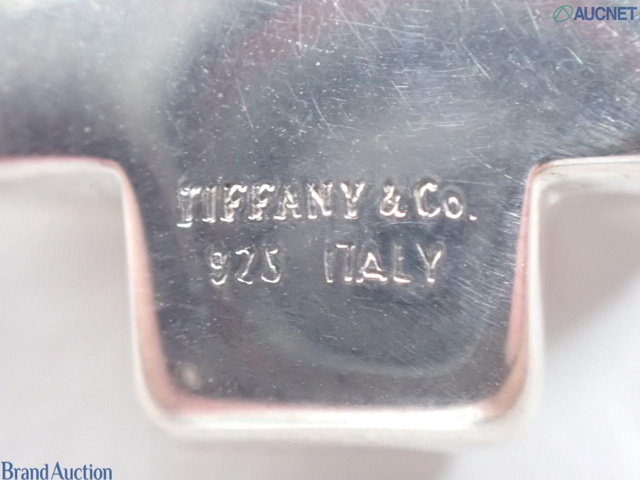 AUCNET
TIFFANY & Co.
925 ITALY
Brand Auction